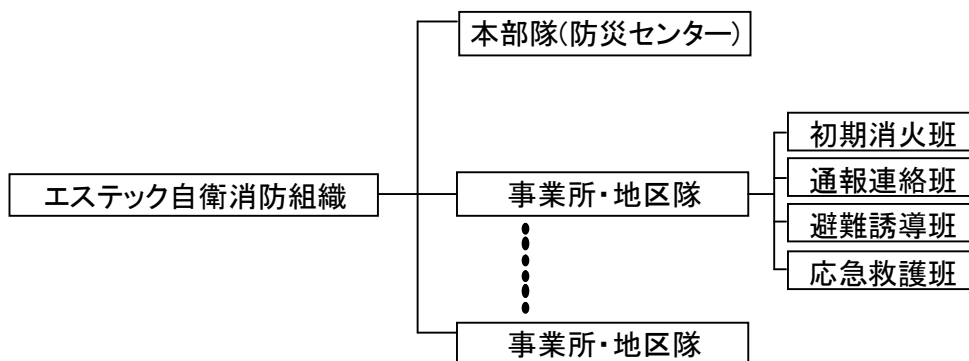 本部隊(防災センター)
初期消火班
通報連絡班
エステック自衛消防組織
事業所・地区隊
避難誘導班
応急救護班
事業所・地区隊